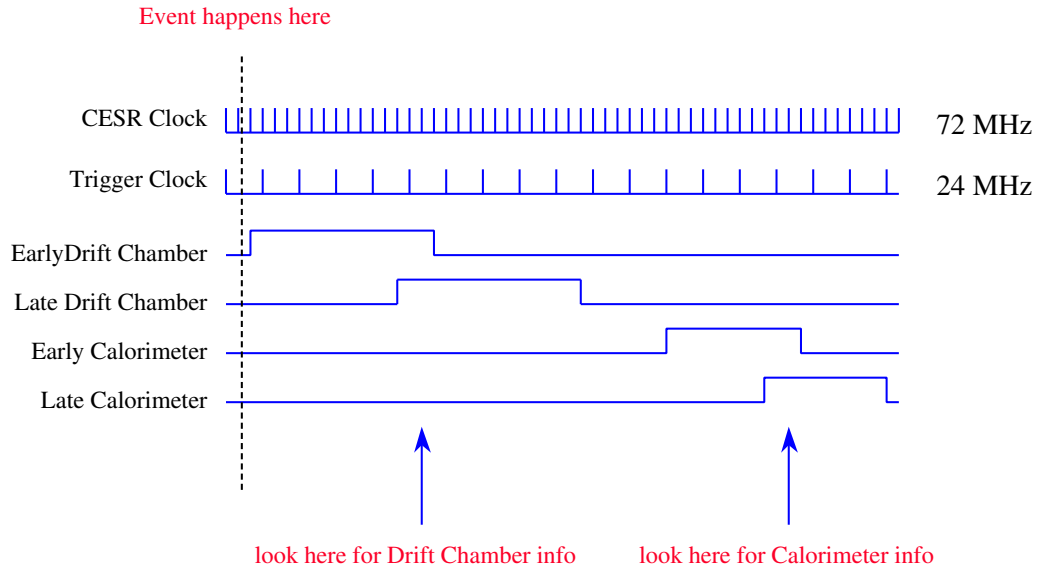 Event happens here
CESR Clock
72 MHz
Trigger Clock
24 MHz
EarlyDrift Chamber
Late Drift Chamber
Early Calorimeter
Late Calorimeter
look here for Drift Chamber info
look here for Calorimeter info